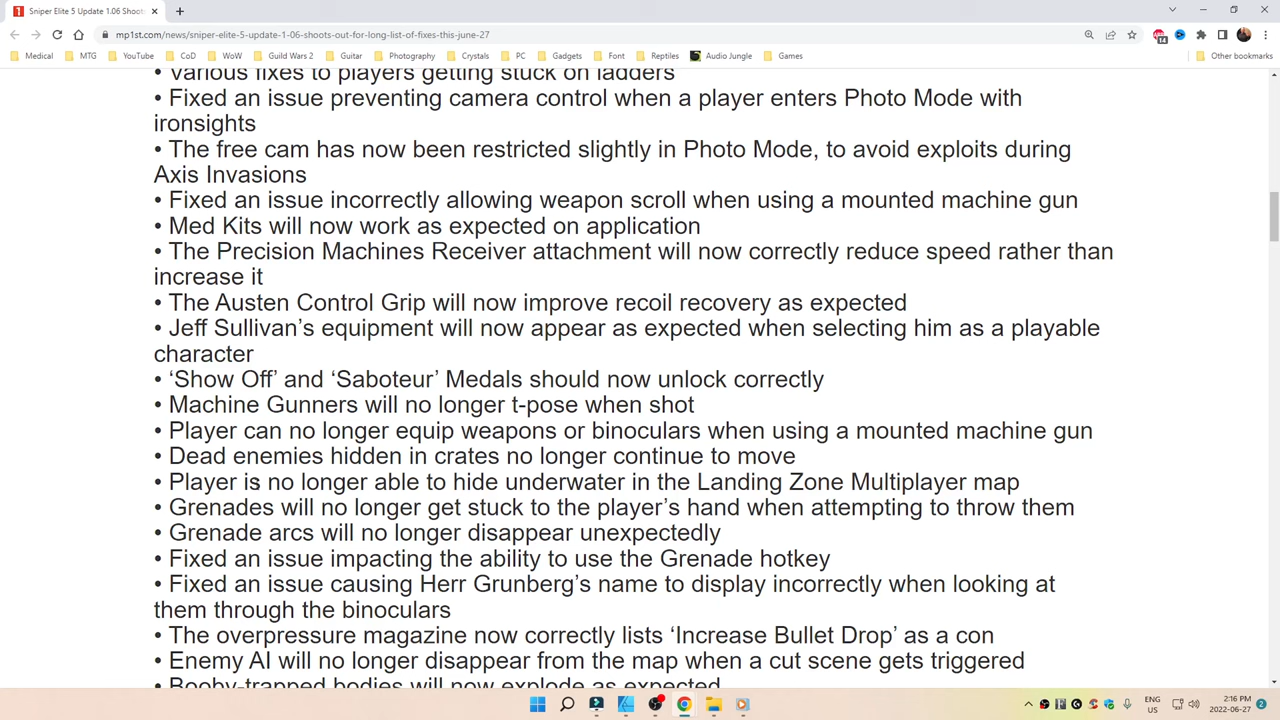 Sniper Elite 5 Update 1.06 Shoots
mp1st.com/news/sniper-elite-5-update-1-06-shoots-out-for-long-list-of-fixes-this-june-27
14
Medical MTG YouTube CoD WoW Guild Wars 2 Guitar Photography Crystals PC Gadgets Font Reptiles Audio Jungle Games Other bookmarks
• Various fixes to players getting stuck on ladders
• Fixed an issue preventing camera control when a player enters Photo Mode with
ironsights
• The free cam has now been restricted slightly in Photo Mode, to avoid exploits during
Axis Invasions
• Fixed an issue incorrectly allowing weapon scroll when using a mounted machine gun
• Med Kits will now work as expected on application
• The Precision Machines Receiver attachment will now correctly reduce speed rather than
increase it
• The Austen Control Grip will now improve recoil recovery as expected
• Jeff Sullivan’s equipment will now appear as expected when selecting him as a playable
character
• ‘Show Off’ and ‘Saboteur’ Medals should now unlock correctly
• Machine Gunners will no longer t-pose when shot
• Player can no longer equip weapons or binoculars when using a mounted machine gun
• Dead enemies hidden in crates no longer continue to move
• Player is no longer able to hide underwater in the Landing Zone Multiplayer map
• Grenades will no longer get stuck to the player’s hand when attempting to throw them
• Grenade arcs will no longer disappear unexpectedly
• Fixed an issue impacting the ability to use the Grenade hotkey
• Fixed an issue causing Herr Grunberg’s name to display incorrectly when looking at
them through the binoculars
• The overpressure magazine now correctly lists ‘Increase Bullet Drop’ as a con
• Enemy AI will no longer disappear from the map when a cut scene gets triggered
• Booby-trapped bodies will now explode as expected
ENG
US
2:16 PM
2022-06-27
2